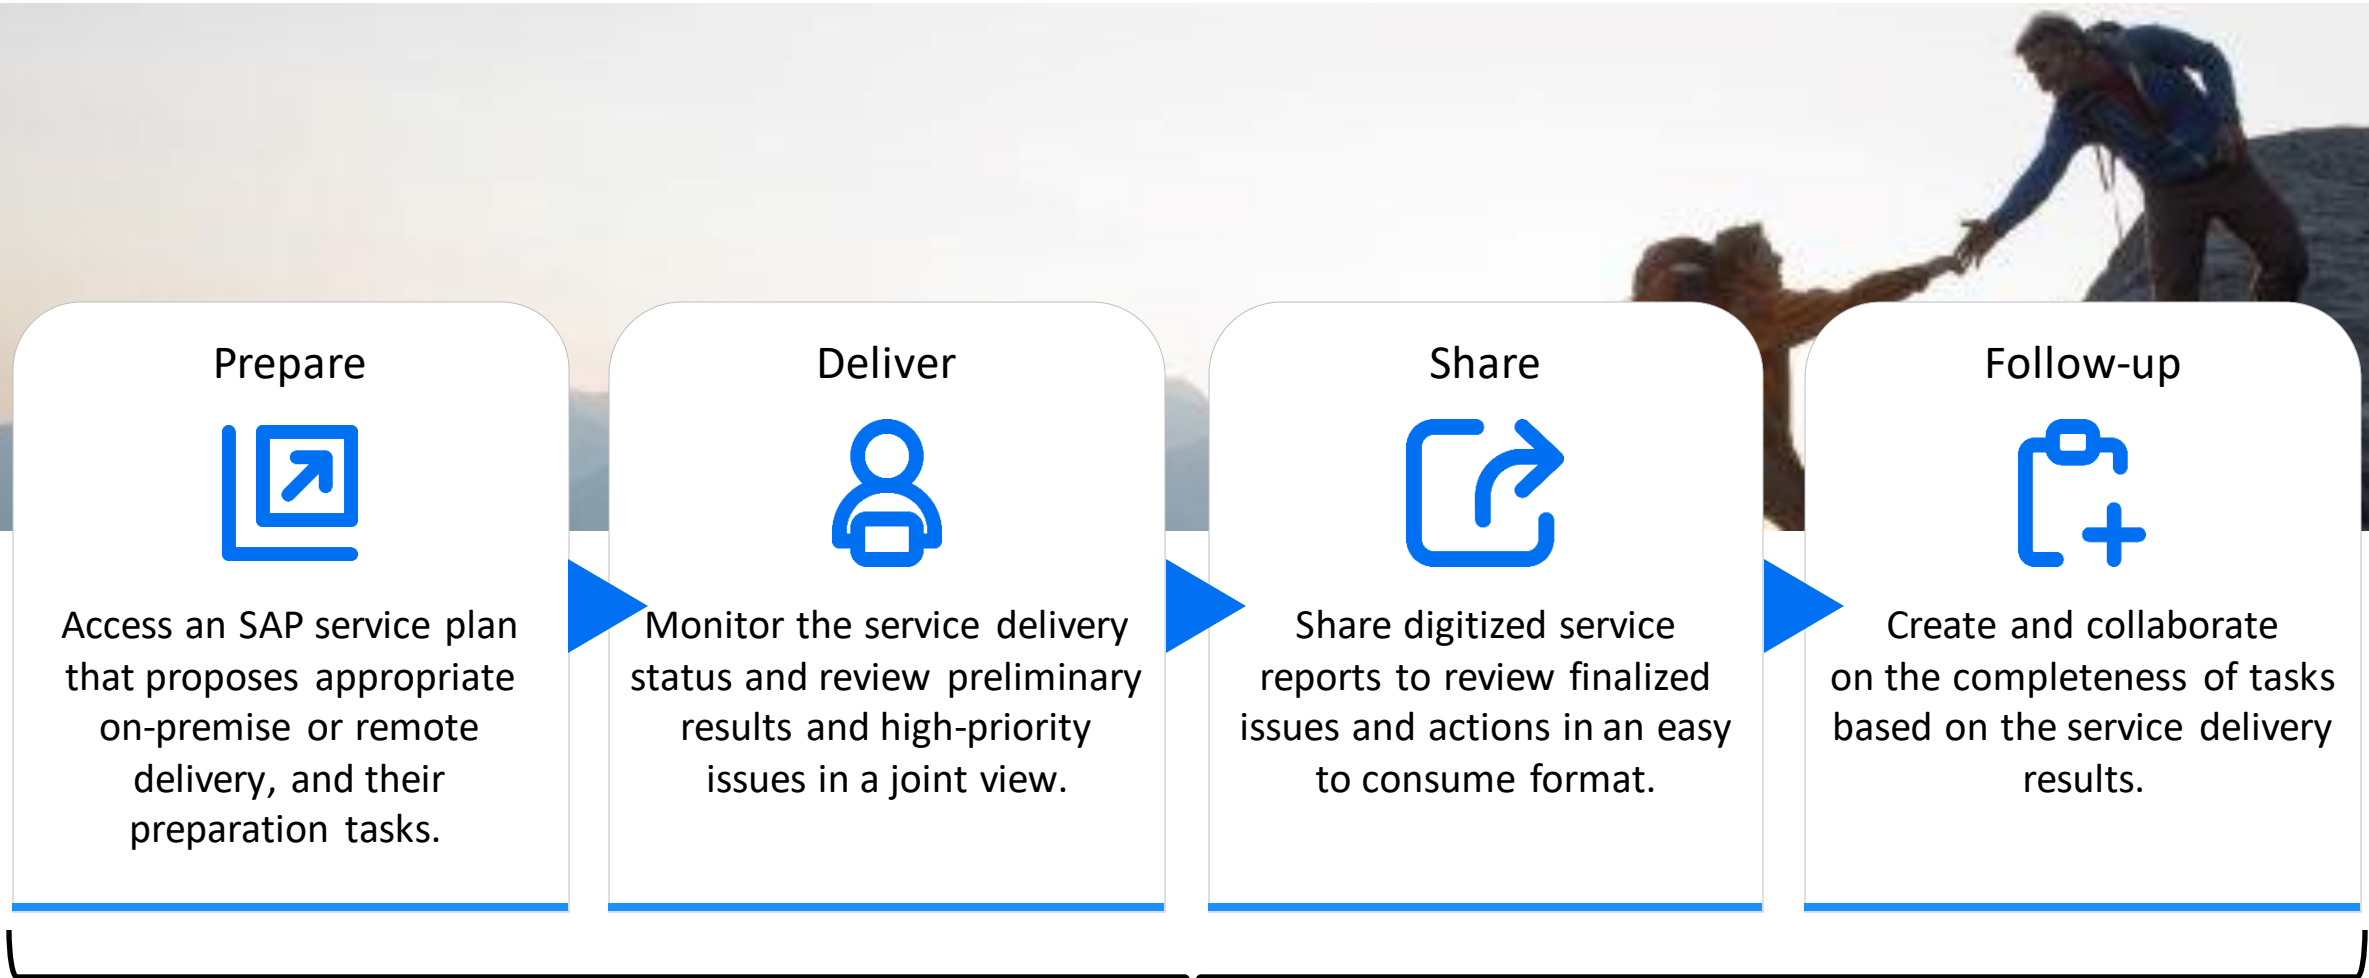 Prepare
Access an SAP service plan
that proposes appropriate
on-premise or remote
delivery, and their
preparation tasks.
Deliver
Monitor the service delivery
status and review preliminary
results and high-priority
issues in a joint view.
Share
Share digitized service
reports to review finalized
issues and actions in an easy
to consume format.
Follow-up
Create and collaborate
on the completeness of tasks
based on the service delivery
results.